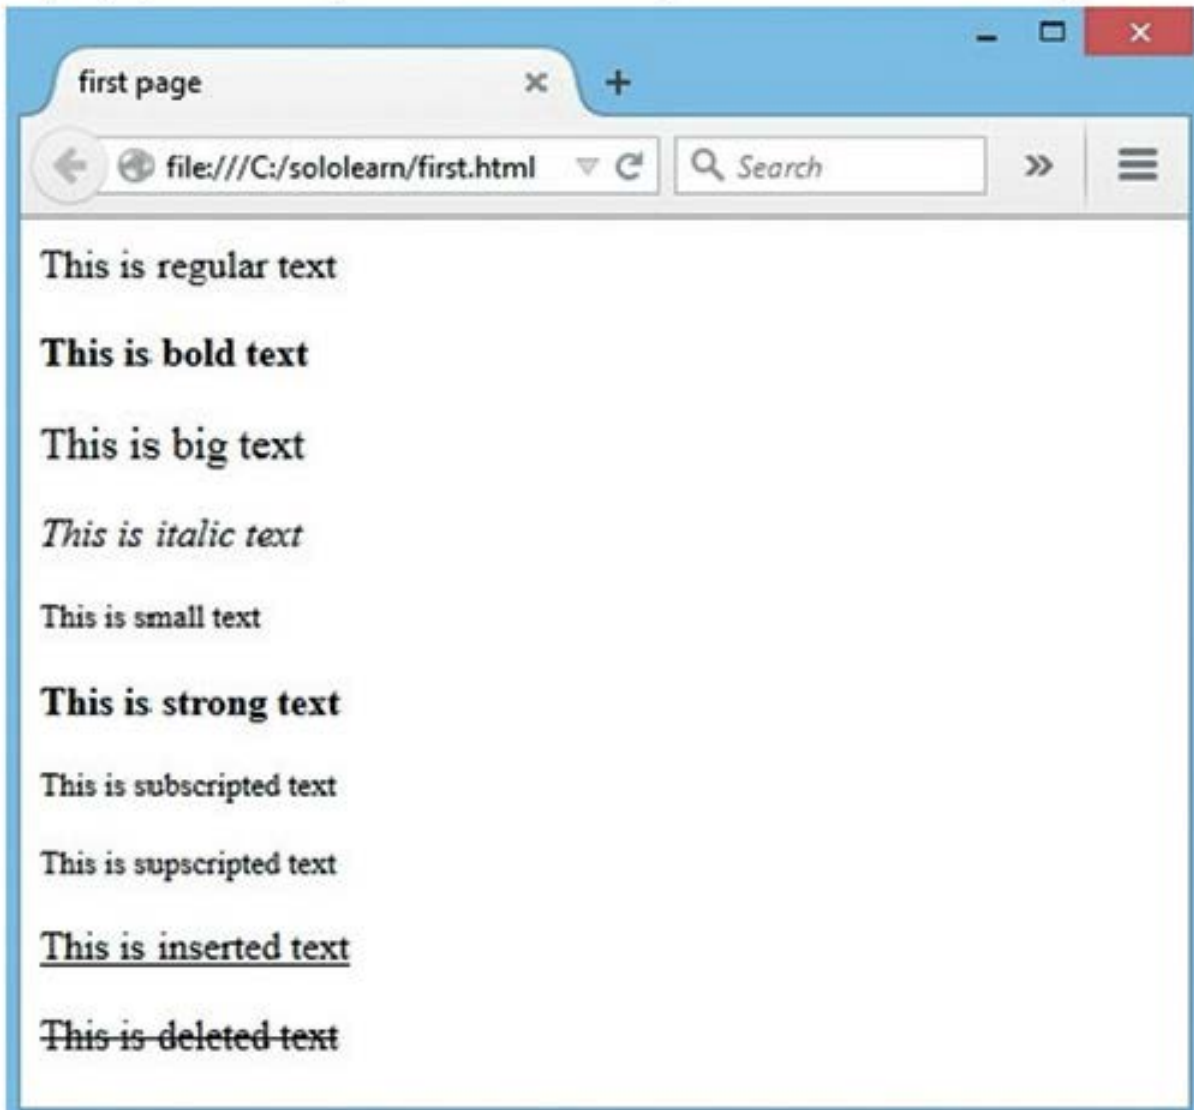 first page
file:///C:/sololearn/first.html Search
This is regular text
This is bold text
This is big text
This is italic text
This is small text
This is strong text
This is subscripted text
This is supscripted text
This is inserted text
This is deleted text